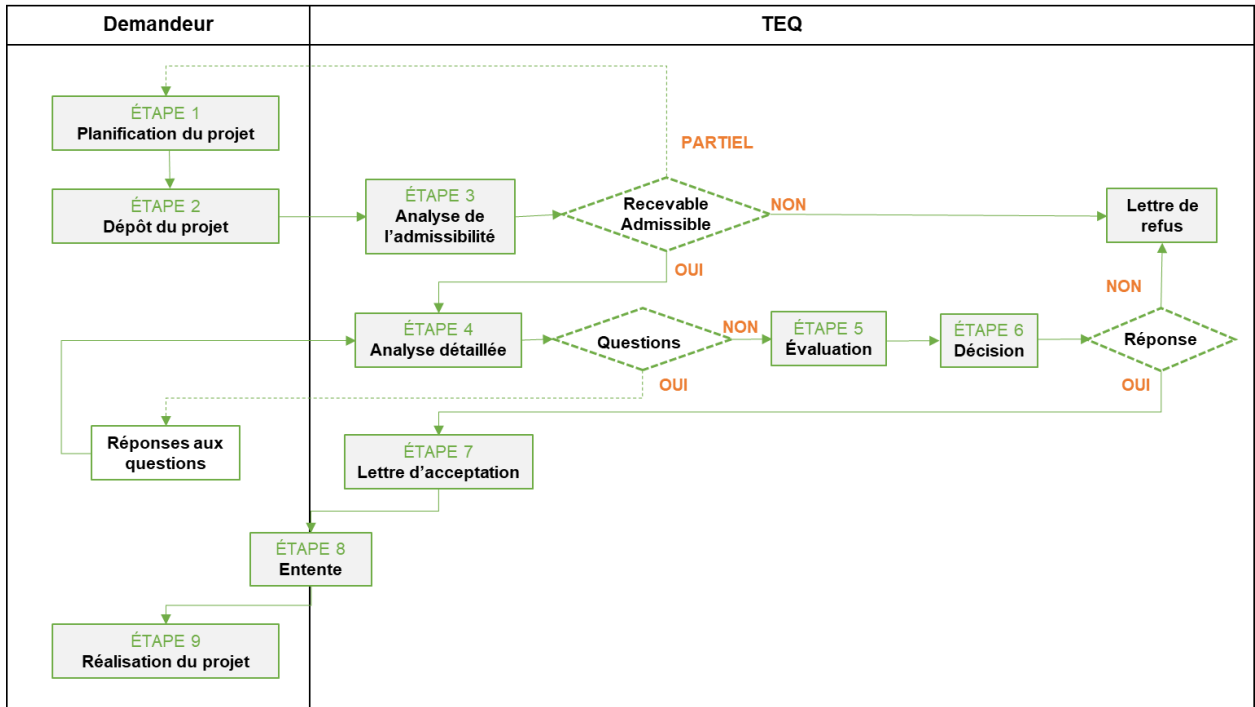 Demandeur
TEQ
ÉTAPE 1
Planification du projet
PARTIEL
ÉTAPE 2
Dépôt du projet
ÉTAPE 3
Analyse de
l'admissibilité
Recevable
Admissible
NON
Lettre de
refus
OUI
NON
ÉTAPE 4
Analyse détaillée
Questions
NON
ÉTAPE 5
Évaluation
ÉTAPE 6
Décision
Réponse
OUI
OUI
Réponses aux
questions
ÉTAPE 7
Lettre d'acceptation
ÉTAPE 8
Entente
ÉTAPE 9
Réalisation du projet